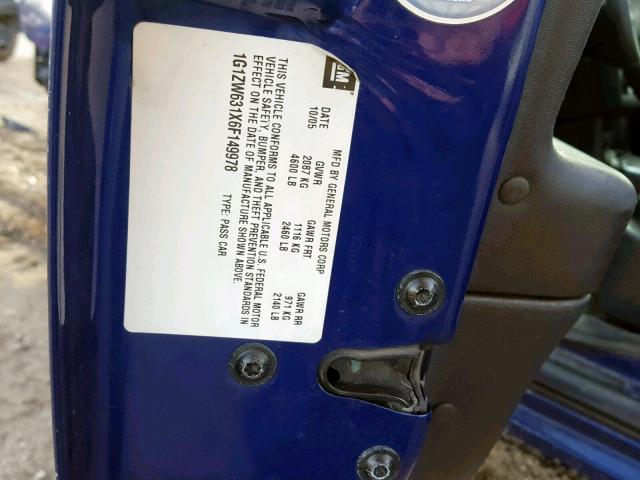 GM
MFD BY GENERAL MOTORS CORP
DATE GVWR GAWR FRT GAWR RR
10/05 2087 KG 1116 KG 971 KG
4600 LB 2460 LB 2140 LB
THIS VEHICLE CONFORMS TO ALL APPLICABLE U.S. FEDERAL MOTOR
VEHICLE SAFETY, BUMPER, AND THEFT PREVENTION STANDARDS IN
EFFECT ON THE DATE OF MANUFACTURE SHOWN ABOVE.
1G1ZW631X6F149978 TYPE: PASS CAR